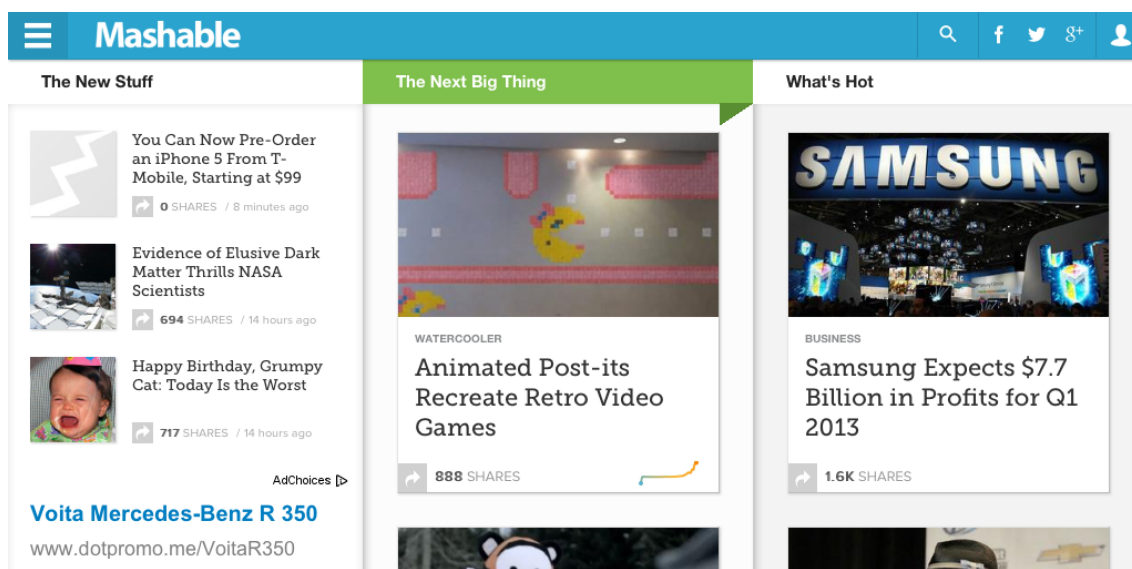 Mashable
f
g+
The New Stuff
The Next Big Thing
What's Hot
You Can Now Pre-Order
an iPhone 5 From T-
Mobile, Starting at $99
0 SHARES / 8 minutes ago
Evidence of Elusive Dark
Matter Thrills NASA
Scientists
694 SHARES / 14 hours ago
Happy Birthday, Grumpy
Cat: Today Is the Worst
717 SHARES / 14 hours ago
AdChoices
Voita Mercedes-Benz R 350
www.dotpromo.me/VoitaR350
WATERCOOLER
Animated Post-its
Recreate Retro Video
Games
888 SHARES
SAMSUNG
BUSINESS
Samsung Expects $7.7
Billion in Profits for Q1
2013
1.6K SHARES